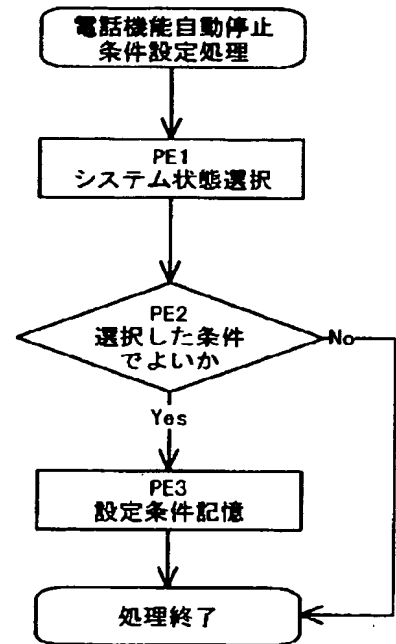 電話機能自動停止
条件設定処理
PE1
システム状態選択
PE2
選択した条件
でよいか
No
Yes
PE3
設定条件記憶
処理終了